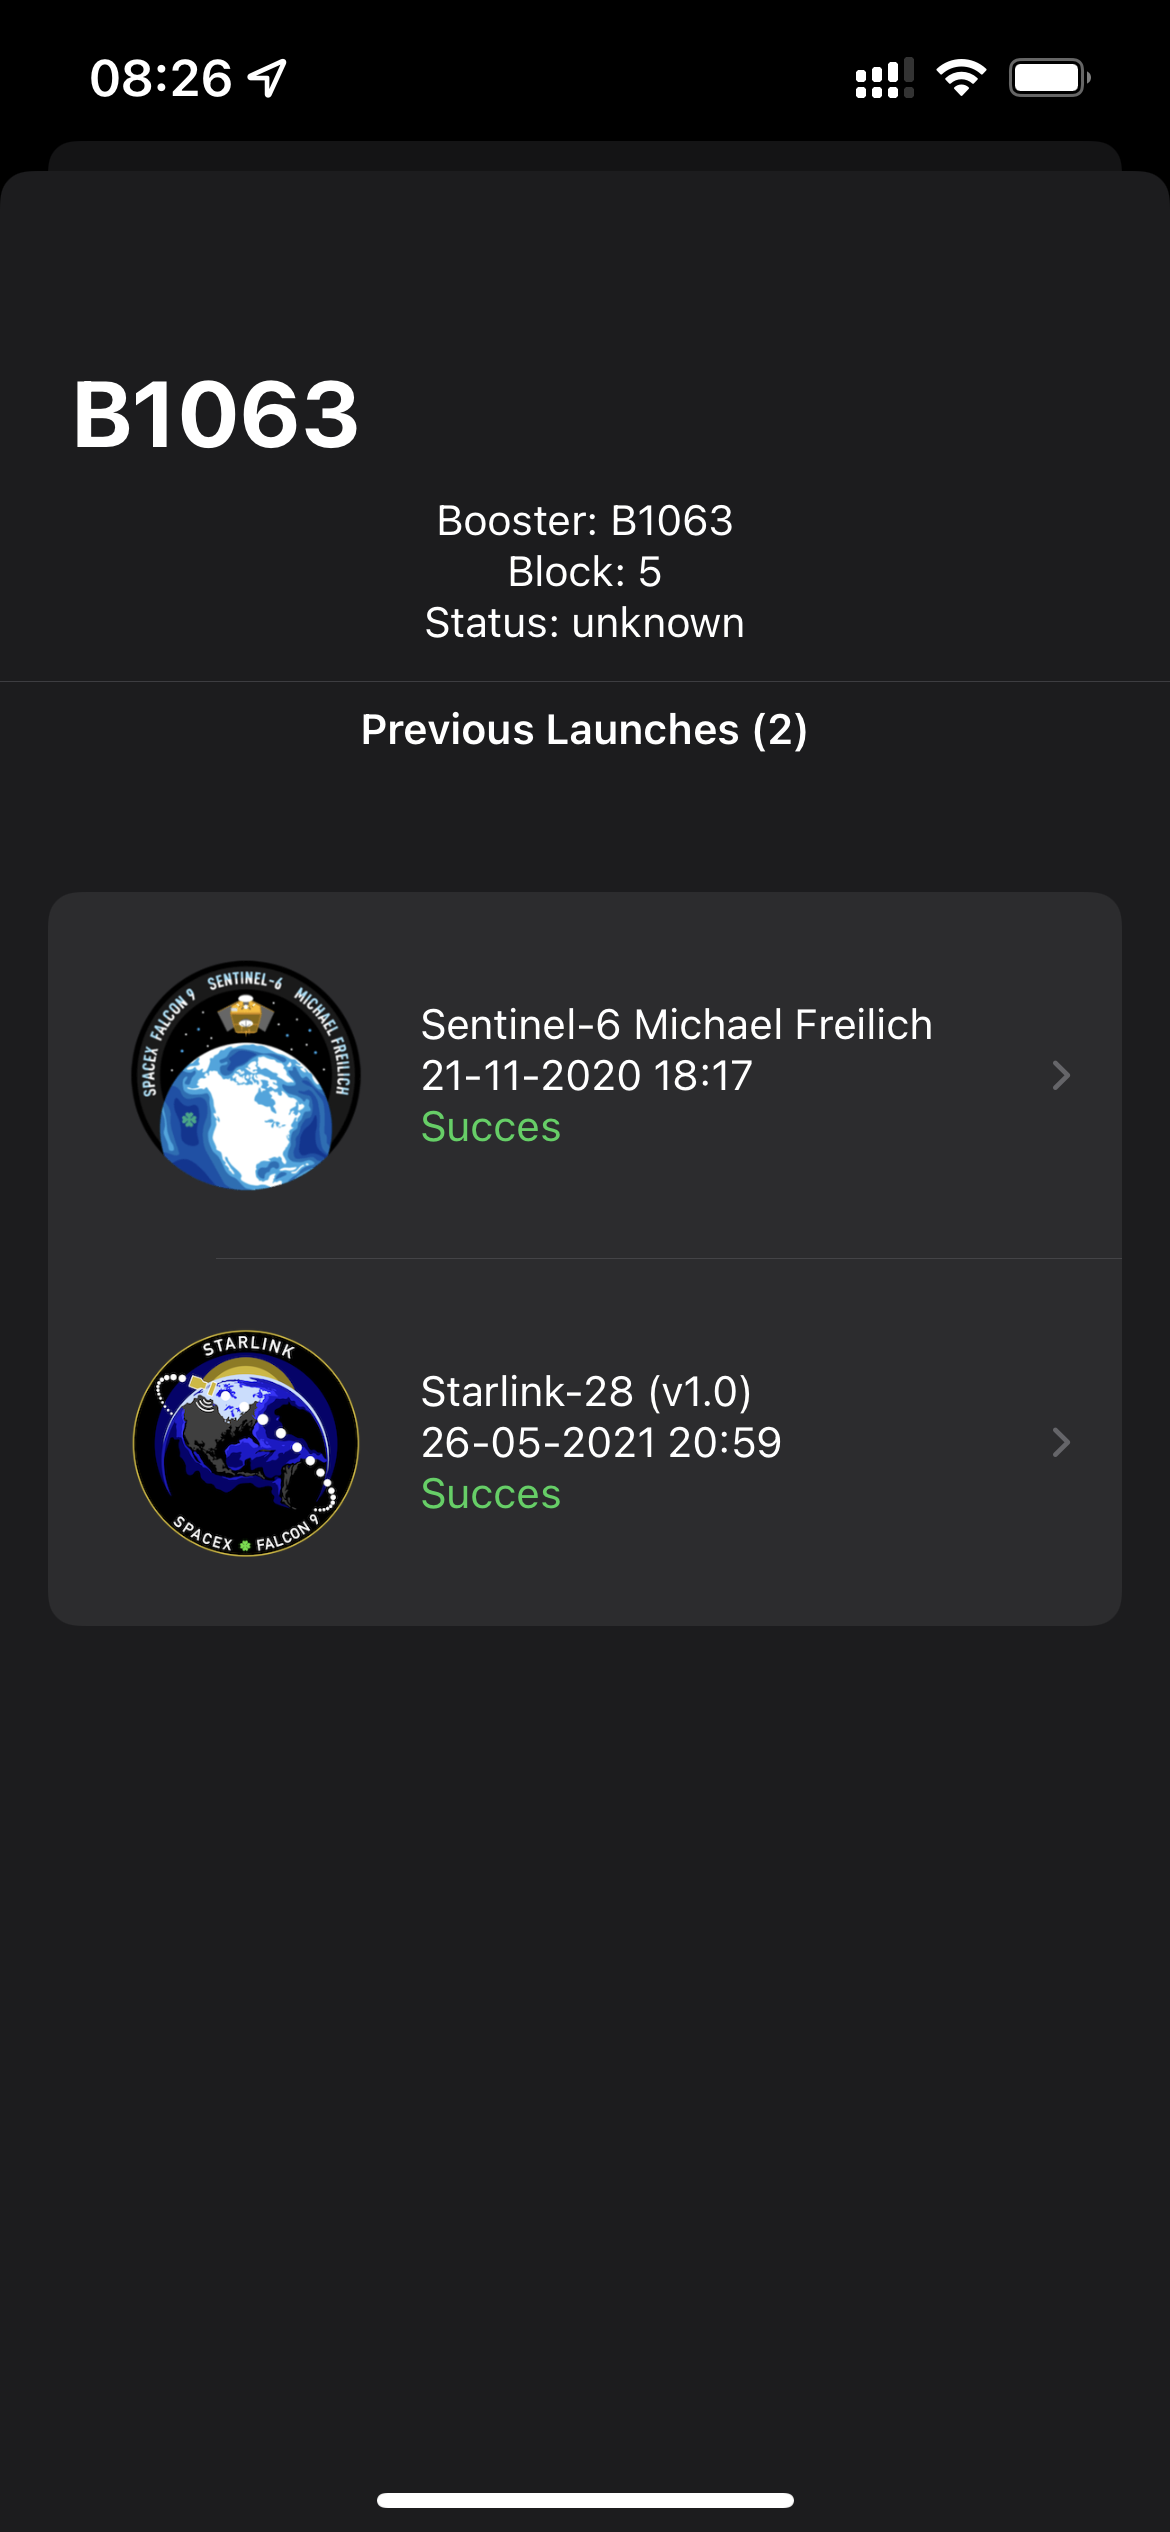 08:26
B1063
Booster: B1063
Block: 5
Status: unknown
Previous Launches (2)
SPACEX FALCON 9 SENTINEL-6 MICHAEL FREILICH
Sentinel-6 Michael Freilich
21-11-2020 18:17
Succes
STARLINK
SPACEX FALCON 9
Starlink-28 (v1.0)
26-05-2021 20:59
Succes